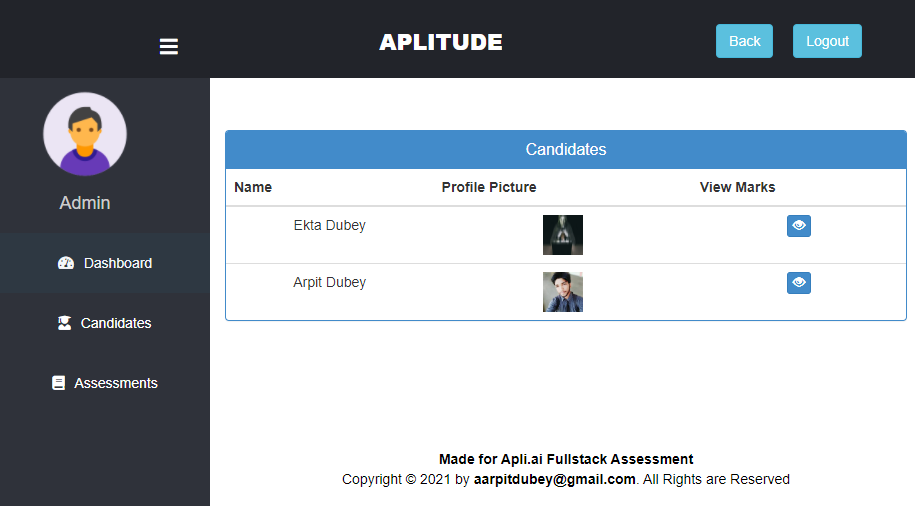 APLITUDE
Back
Logout
Admin
Dashboard
Candidates
Assessments
Candidates
Name Profile Picture View Marks
Ekta Dubey
Arpit Dubey
Made for Apli.ai Fullstack Assessment
Copyright © 2021 by aarpitdubey@gmail.com. All Rights are Reserved